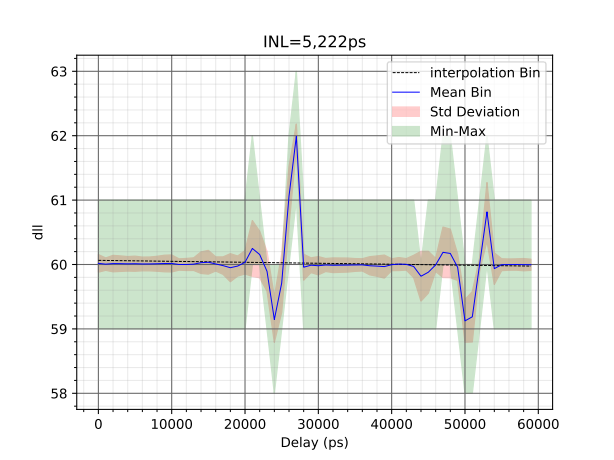 INL=5,222ps
interpolation Bin
Mean Bin
Std Deviation
Min-Max
63
62
61
60
59
58
dll
0 10000 20000 30000 40000 50000 60000
Delay (ps)